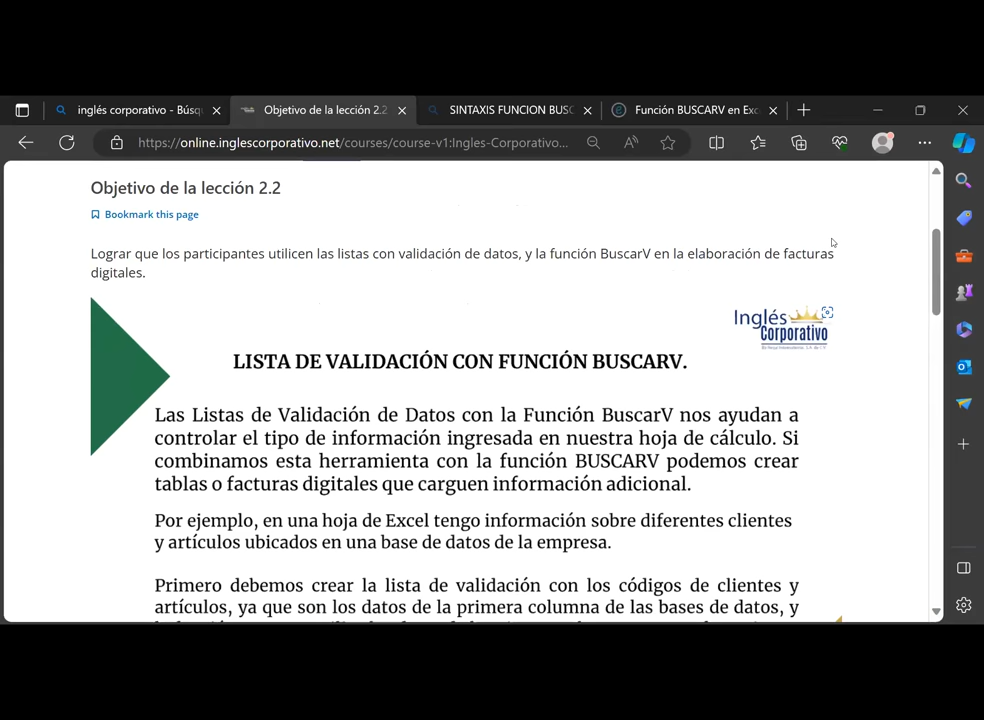 inglés corporativo - Búsqu
Objetivo de la lección 2.2
SINTAXIS FUNCION BUSC
Función BUSCARV en Exc
https://online.inglescorporativo.net/courses/course-v1:Ingles-Corporativo...
Objetivo de la lección 2.2
Bookmark this page
Lograr que los participantes utilicen las listas con validación de datos, y la función BuscarV en la elaboración de facturas
digitales.
Inglés
Corporativo
LISTA DE VALIDACIÓN CON FUNCIÓN BUSCARV.
Las Listas de Validación de Datos con la Función BuscarV nos ayudan a
controlar el tipo de información ingresada en nuestra hoja de cálculo. Si
combinamos esta herramienta con la función BUSCARV podemos crear
tablas o facturas digitales que carguen información adicional.
Por ejemplo, en una hoja de Excel tengo información sobre diferentes clientes
y artículos ubicados en una base de datos de la empresa.
Primero debemos crear la lista de validación con los códigos de clientes y
artículos, ya que son los datos de la primera columna de las bases de datos, y